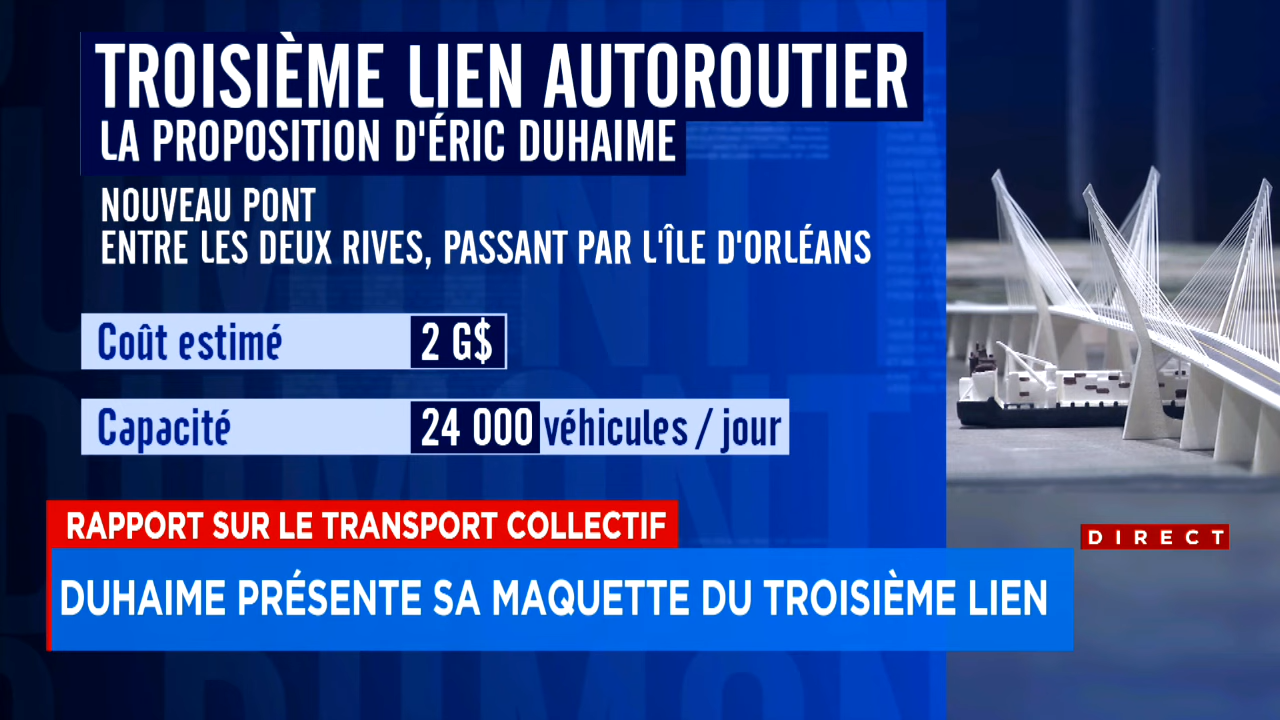 TROISIÈME LIEN AUTOROUTIER
LA PROPOSITION D'ÉRIC DUHAIME
NOUVEAU PONT
ENTRE LES DEUX RIVES, PASSANT PAR L'ÎLE D'ORLÉANS
Coût estimé 2 G$
Capacité 24 000 véhicules / jour
RAPPORT SUR LE TRANSPORT COLLECTIF
DIRECT
DUHAIME PRÉSENTE SA MAQUETTE DU TROISIÈME LIEN